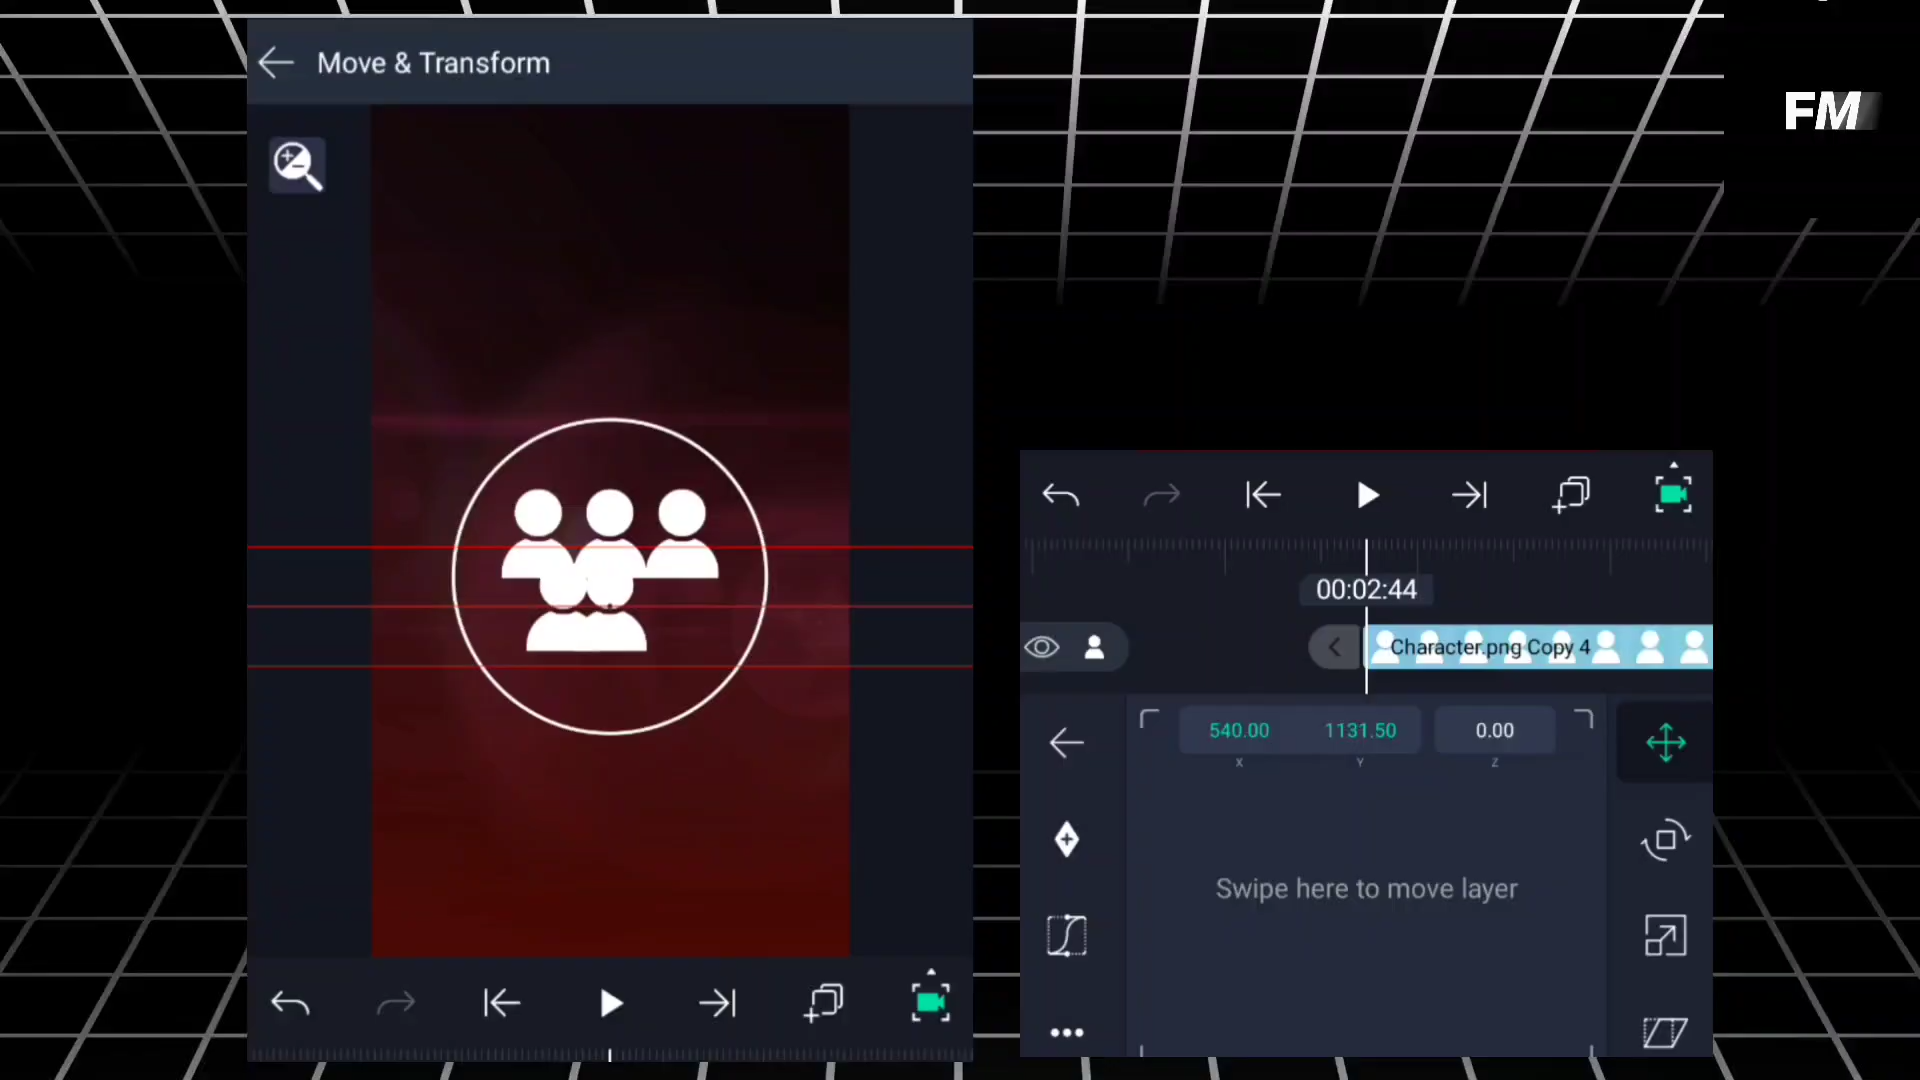 Move & Transform
FM
00:02:44
Character.png Copy 4
540.00 1131.50 0.00
X Y Z
Swipe here to move layer